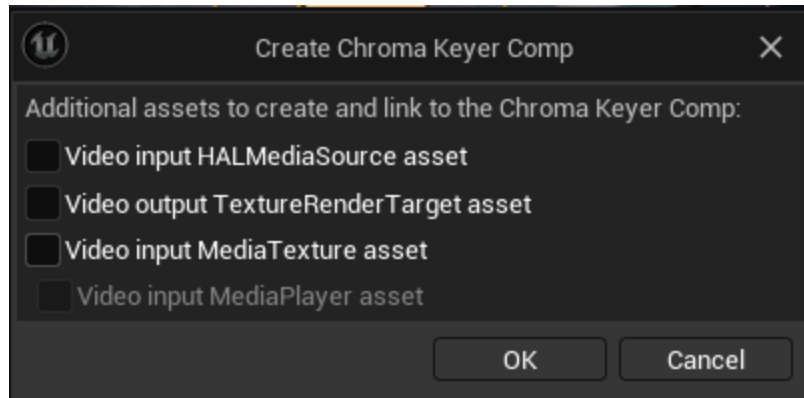 Create Chroma Keyer Comp
Additional assets to create and link to the Chroma Keyer Comp:
Video input HALMediaSource asset
Video output TextureRenderTarget asset
Video input MediaTexture asset
Video input MediaPlayer asset
OK Cancel